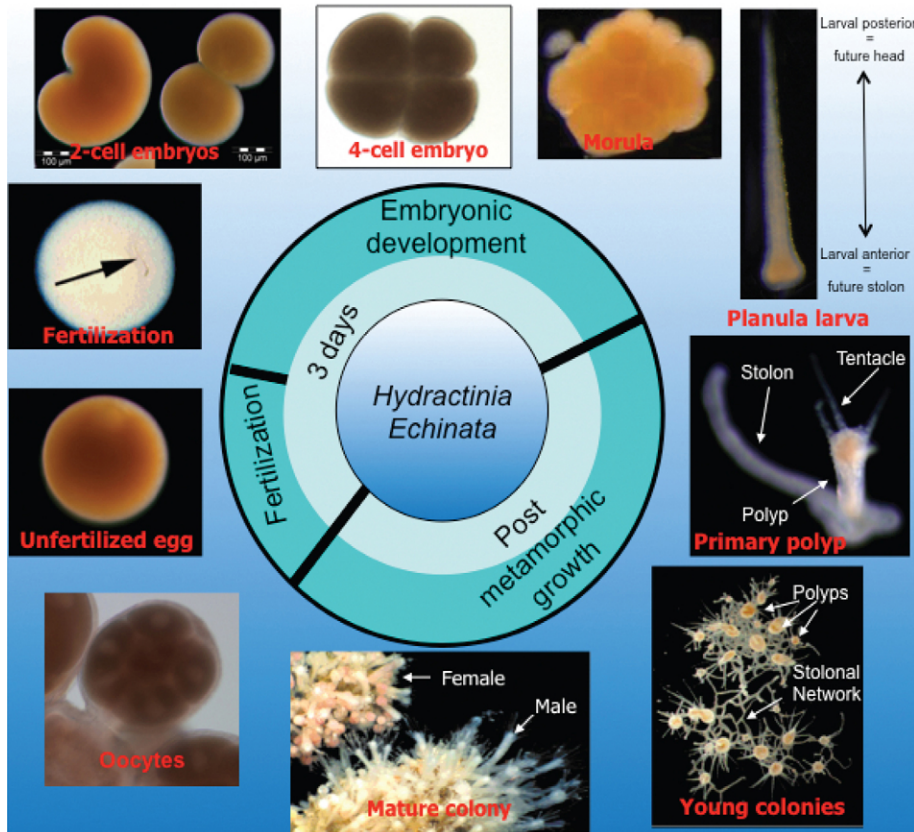 2-cell embryos
100 µm
100 µm
4-cell embryo
Morula
Larval posterior
=
future head
Larval anterior
=
future stolon
Planula larva
Fertilization
Unfertilized egg
Oocytes
Embryonic
development
3 days
Fertilization
Hydractinia
Echinata
Post
metamorphic
growth
Stolon
Tentacle
Polyp
Primary polyp
Polyps
Stolonal
Network
Young colonies
Female
Male
Mature colony